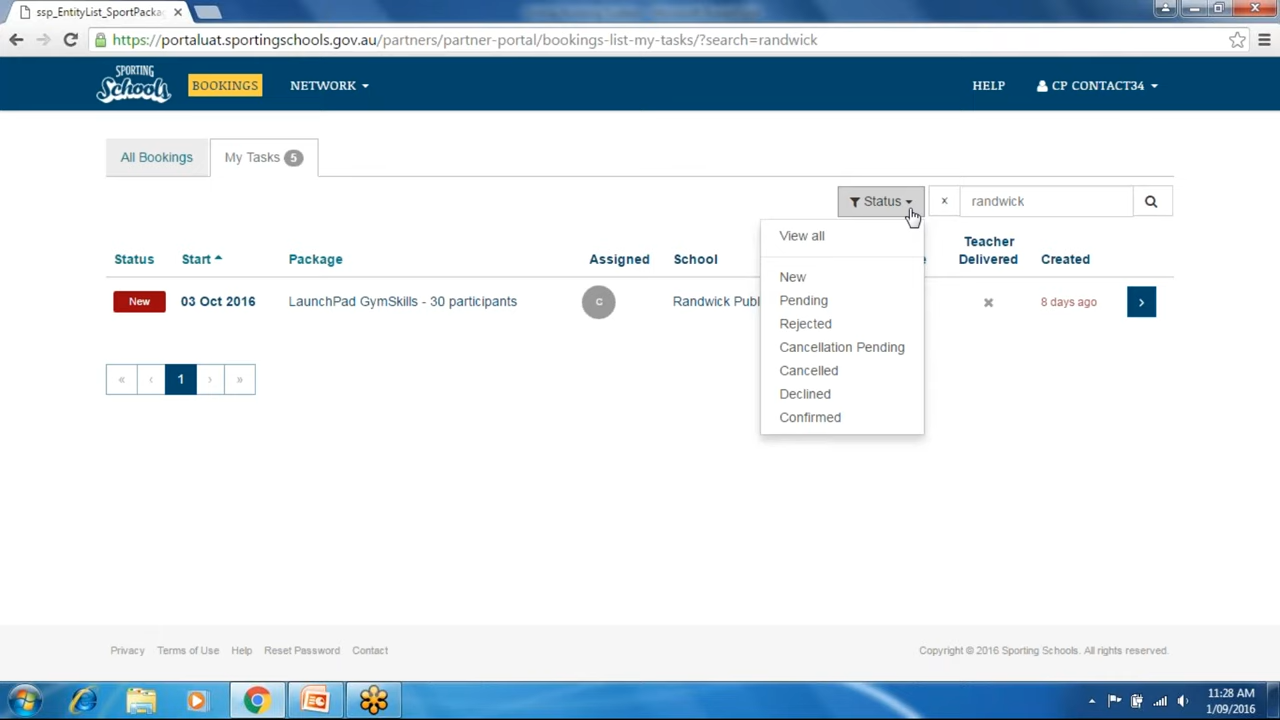 ssp_EntityList_SportPacka
https://portaluat.sportingschools.gov.au/partners/partner-portal/bookings-list-my-tasks/?search=randwick
SPORTING
Schools
BOOKINGS
NETWORK
HELP
CP CONTACT34
All Bookings
My Tasks 5
Status
x
randwick
View all
New
Pending
Rejected
Cancellation Pending
Cancelled
Declined
Confirmed
Status Start Package Assigned School Teacher Delivered Created
New 03 Oct 2016 LaunchPad GymSkills - 30 participants C Randwick Publ 8 days ago
« ‹ 1 › »
Privacy Terms of Use Help Reset Password Contact
Copyright © 2016 Sporting Schools. All rights reserved.
11:28 AM
1/09/2016